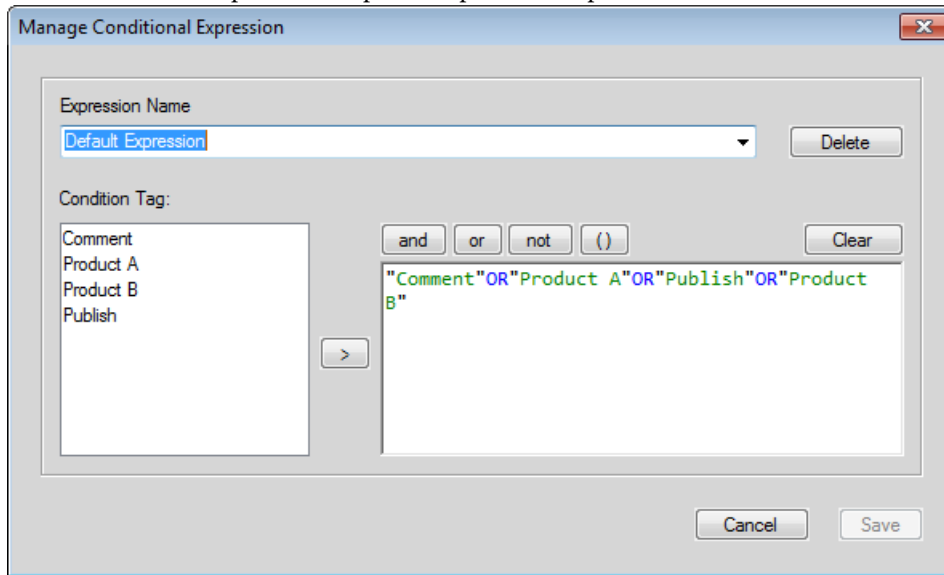 Manage Conditional Expression
Expression Name
Default Expression
Delete
Condition Tag:
Comment
Product A
Product B
Publish
>
and or not ( ) Clear
"Comment"OR"Product A"OR"Publish"OR"Product
B"
Cancel Save